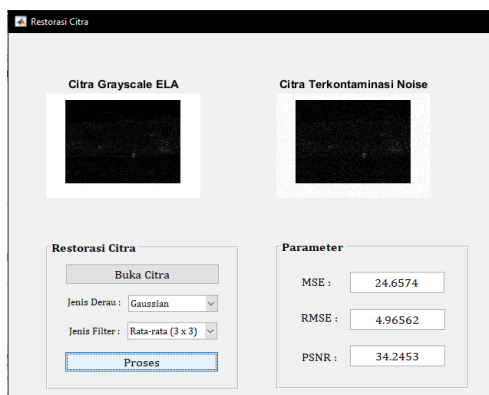 Restorasi Citra
Citra Grayscale ELA
Citra Terkontaminasi Noise
Restorasi Citra
Buka Citra
Jenis Derau : Gaussian
Jenis Filter : Rata-rata (3 x 3)
Proses
Parameter
MSE : 24.6574
RMSE : 4.96562
PSNR : 34.2453